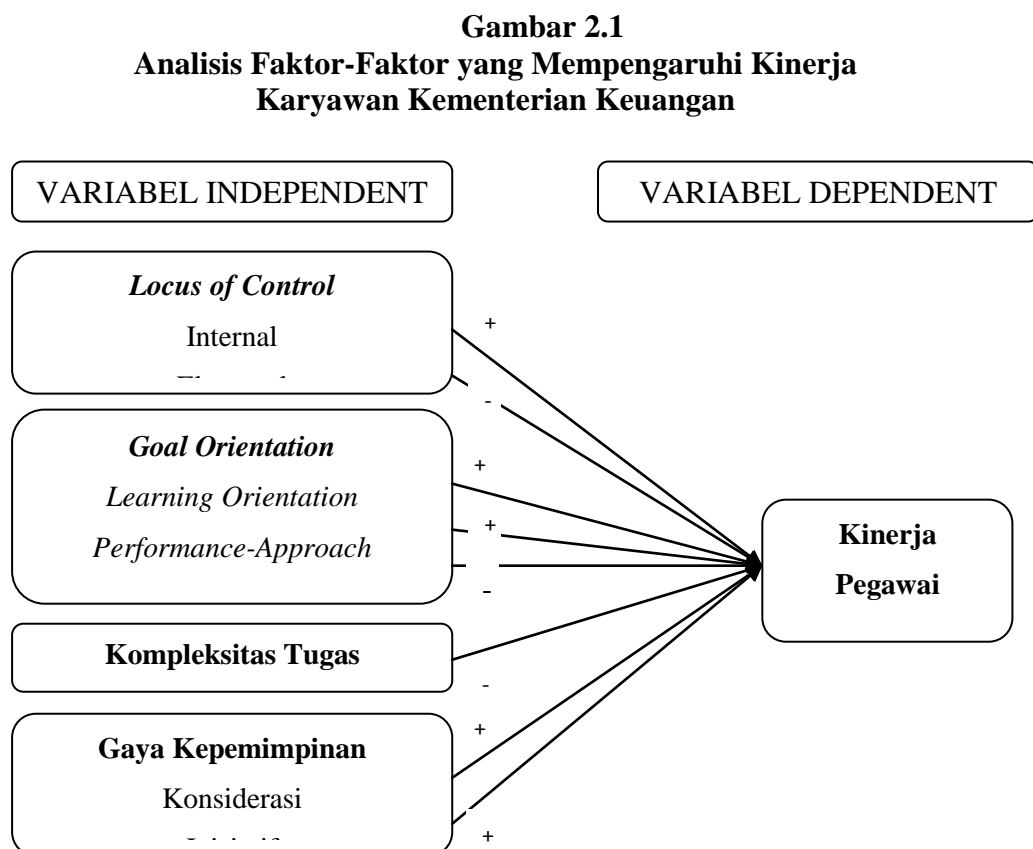 Gambar 2.1
Analisis Faktor-Faktor yang Mempengaruhi Kinerja
Karyawan Kementerian Keuangan
VARIABEL INDEPENDENT
VARIABEL DEPENDENT
Locus of Control
Internal
+
-
Goal Orientation
Learning Orientation
Performance-Approach
+
+
-
Kinerja
Pegawai
Kompleksitas Tugas
-
Gaya Kepemimpinan
Konsiderasi
+
+